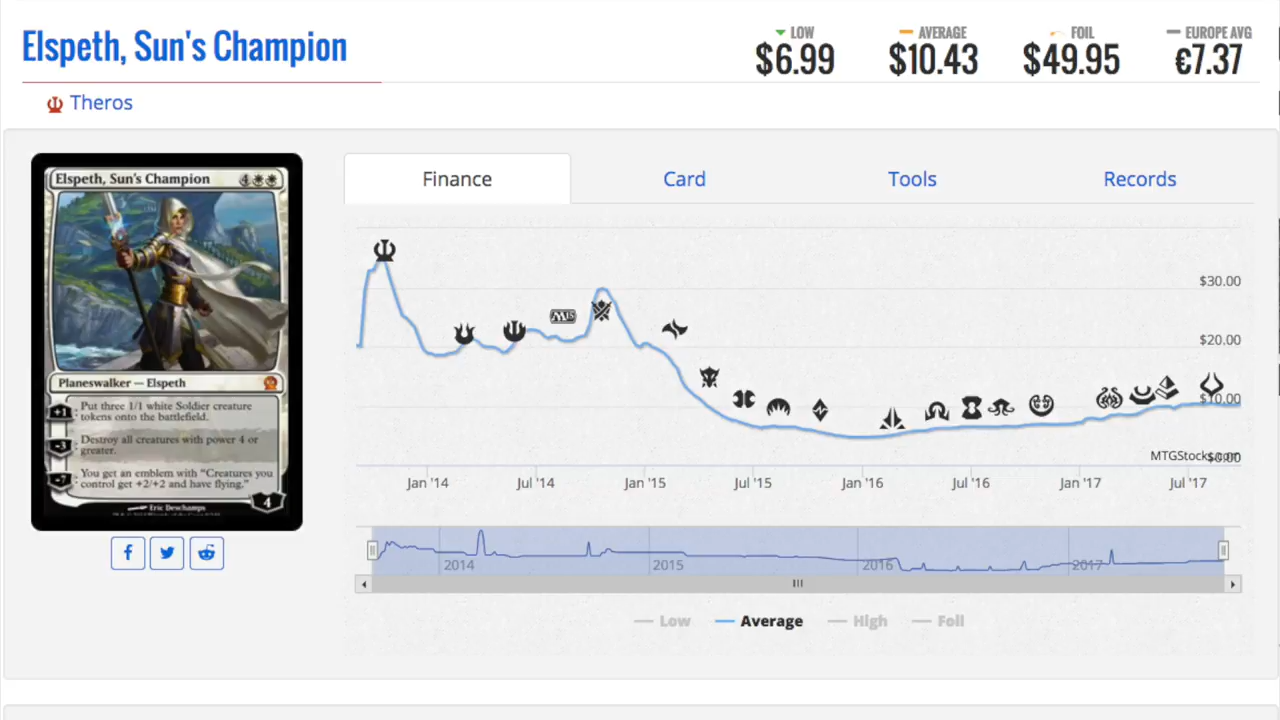 Elspeth, Sun's Champion
LOW
$6.99
AVERAGE
$10.43
FOIL
$49.95
EUROPE AVG
€7.37
Theros
Elspeth, Sun's Champion
4
Planeswalker — Elspeth
+1: Put three 1/1 white Soldier creature
tokens onto the battlefield.
-3: Destroy all creatures with power 4 or
greater.
-7: You get an emblem with "Creatures you
control get +2/+2 and have flying."
Eric Deschamps
4
Finance
Card
Tools
Records
M15
$30.00
$20.00
$10.00
$0.00
MTGStocks.com
Jan '14
Jul '14
Jan '15
Jul '15
Jan '16
Jul '16
Jan '17
Jul '17
2014
2015
2016
2017
Low
Average
High
Foil